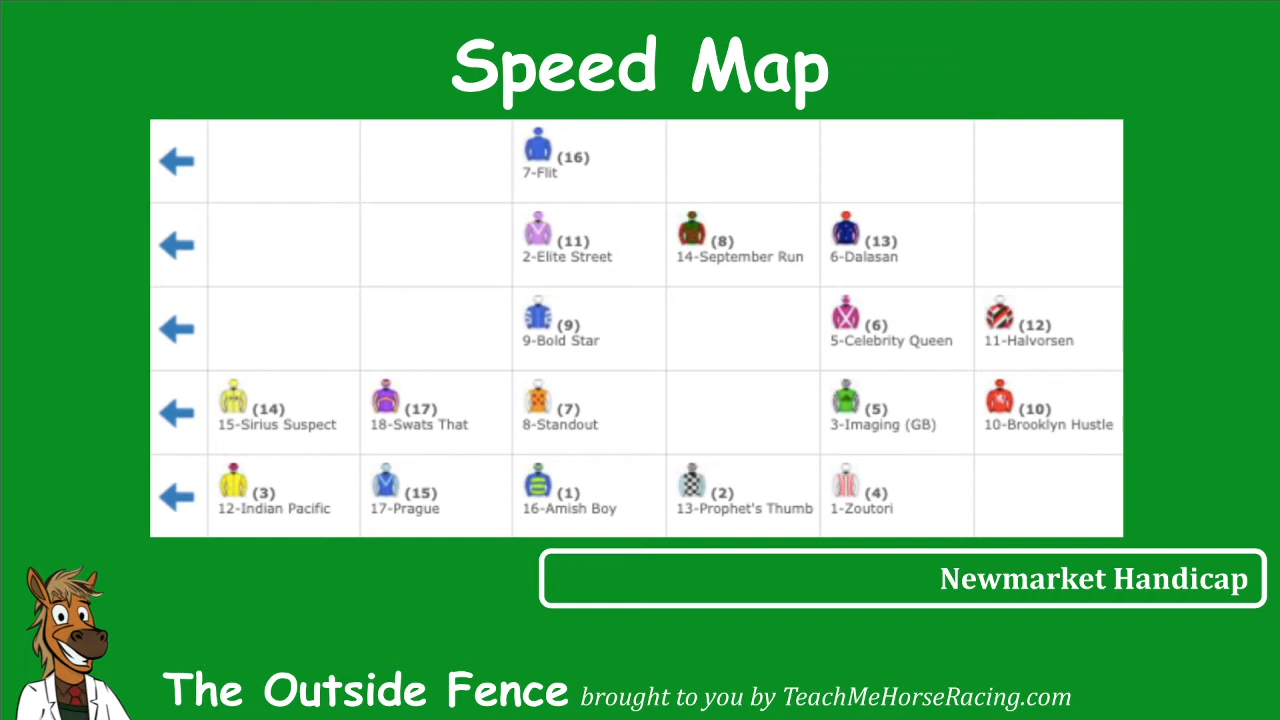 Speed Map
(16)
7-Flit
(11) (8) (13)
2-Elite Street 14-September Run 6-Dalasan
(9) (6) (12)
9-Bold Star 5-Celebrity Queen 11-Halvorsen
(14) (17) (7) (5) (10)
15-Sirius Suspect 18-Swats That 8-Standout 3-Imaging (GB) 10-Brooklyn Hustle
(3) (15) (1) (2) (4)
12-Indian Pacific 17-Prague 16-Amish Boy 13-Prophet's Thumb 1-Zoutori
Newmarket Handicap
The Outside Fence brought to you by TeachMeHorseRacing.com